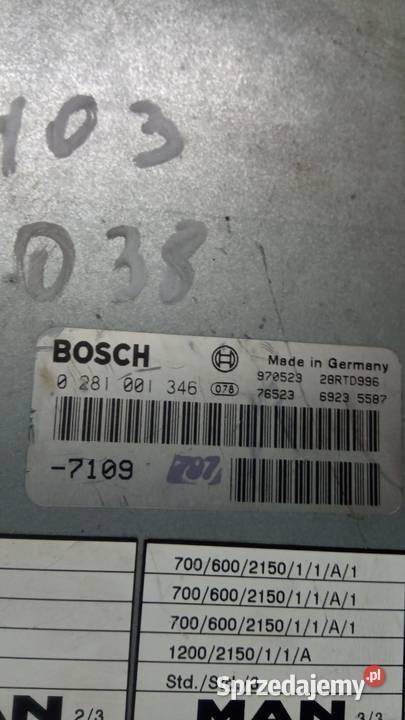 403
038
BOSCH
Made in Germany
0 281 001 346 078
970523 28RTD996
76523 6923 5587
-7109 707
700/600/2150/1/1/A/1
700/600/2150/1/1/A/1
700/600/2150/1/1/A/1
1200/2150/1/1/A
Std./
2/3
MAN 3/3
Sprzedajemy.pl